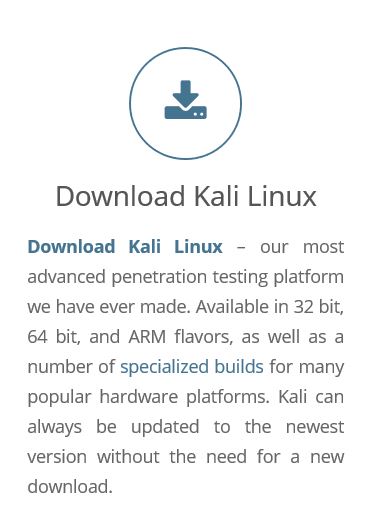 Download Kali Linux
Download Kali Linux – our most
advanced penetration testing platform
we have ever made. Available in 32 bit,
64 bit, and ARM flavors, as well as a
number of specialized builds for many
popular hardware platforms. Kali can
always be updated to the newest
version without the need for a new
download.